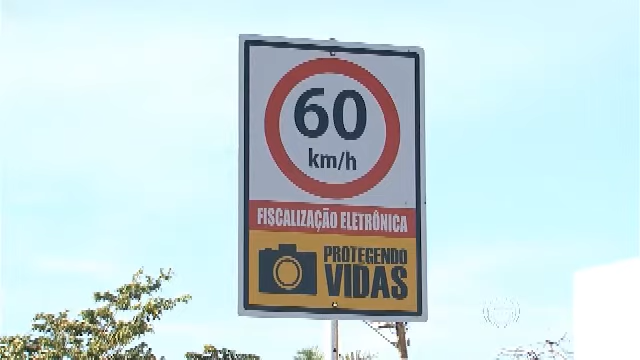 60
km/h
FISCALIZAÇÃO ELETRÔNICA
PROTEGENDO
VIDAS